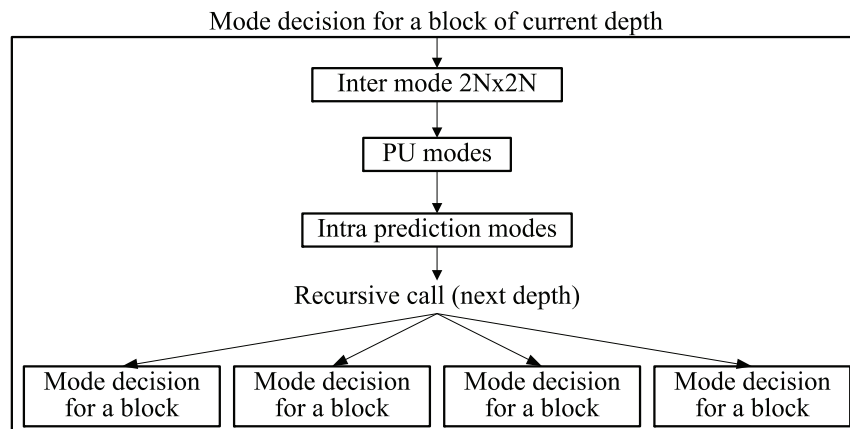 Mode decision for a block of current depth
Inter mode 2Nx2N
PU modes
Intra prediction modes
Recursive call (next depth)
Mode decision
for a block
Mode decision
for a block
Mode decision
for a block
Mode decision
for a block